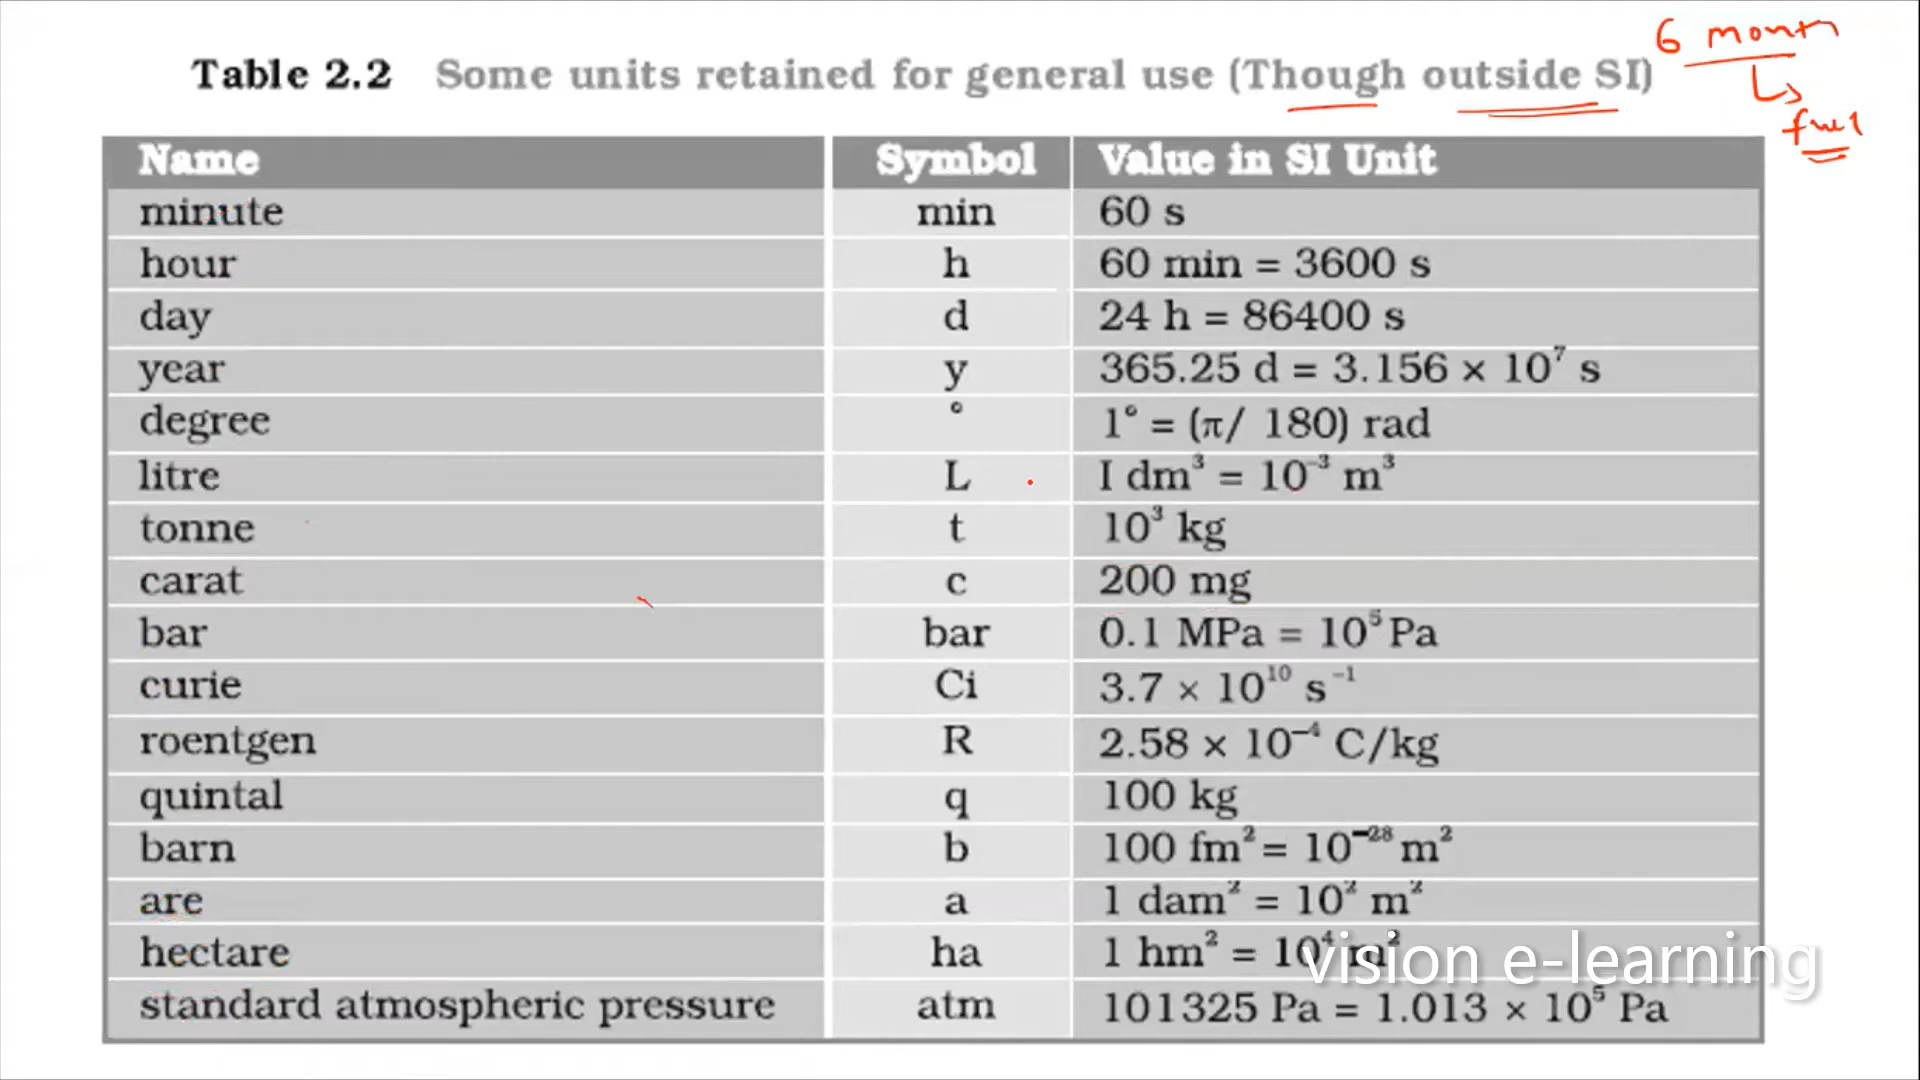 6 month
fuel
Table 2.2 Some units retained for general use (Though outside SI)
Name Symbol Value in SI Unit
minute min 60 s
hour h 60 min = 3600 s
day d 24 h = 86400 s
year y 365.25 d = 3.156 × 10⁷ s
degree ° 1° = (π/ 180) rad
litre L I dm³ = 10⁻³ m³
tonne t 10³ kg
carat c 200 mg
bar bar 0.1 MPa = 10⁵ Pa
curie Ci 3.7 × 10¹⁰ s⁻¹
roentgen R 2.58 × 10⁻⁴ C/kg
quintal q 100 kg
barn b 100 fm² = 10⁻²⁸ m²
are a 1 dam² = 10² m²
hectare ha 1 hm² = 10⁴ m²
vision e-learning
standard atmospheric pressure atm 101325 Pa = 1.013 × 10⁵ Pa